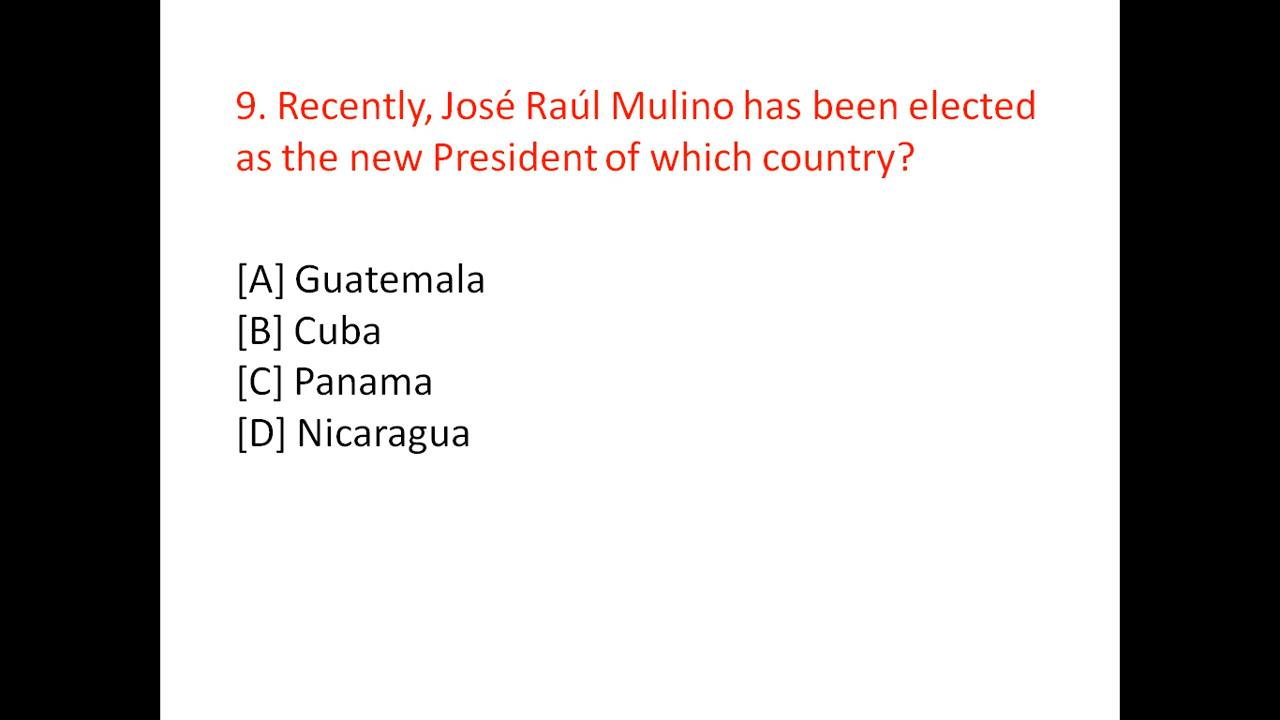 9. Recently, José Raúl Mulino has been elected
as the new President of which country?
[A] Guatemala
[B] Cuba
[C] Panama
[D] Nicaragua